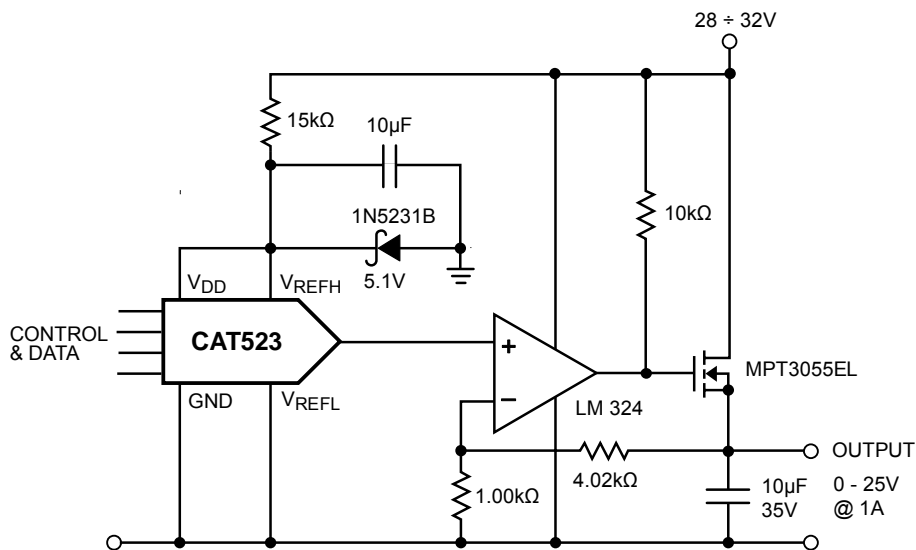 28 ÷ 32V
15kΩ
10µF
10kΩ
1N5231B
5.1V
VDD
VREFH
CONTROL
& DATA
CAT523
+
−
GND
VREFL
LM 324
MPT3055EL
1.00kΩ
4.02kΩ
10µF
35V
OUTPUT
0 - 25V
@ 1A